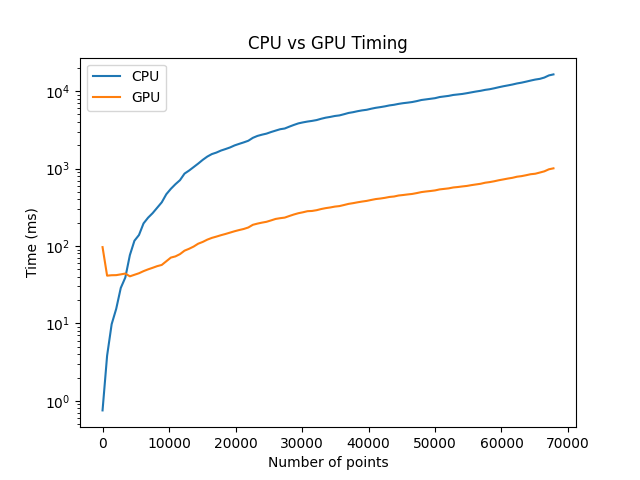 CPU vs GPU Timing
CPU
GPU
Time (ms)
10⁴
10³
10²
10¹
10⁰
0 10000 20000 30000 40000 50000 60000 70000
Number of points